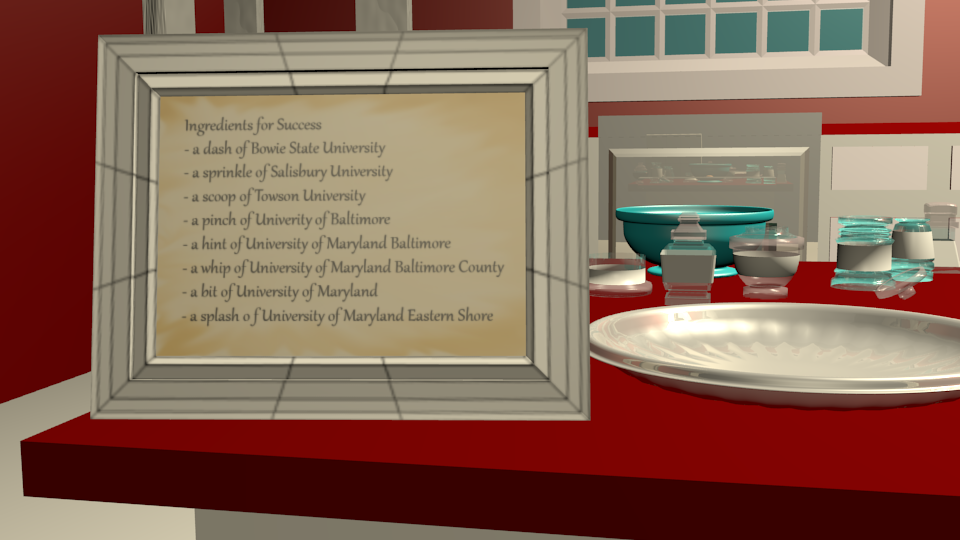 Ingredients for Success
- a dash of Bowie State University
- a sprinkle of Salisbury University
- a scoop of Towson University
- a pinch of Univerity of Baltimore
- a hint of University of Maryland Baltimore
- a whip of University of Maryland Baltimore County
- a bit of University of Maryland
- a splash o f University of Maryland Eastern Shore